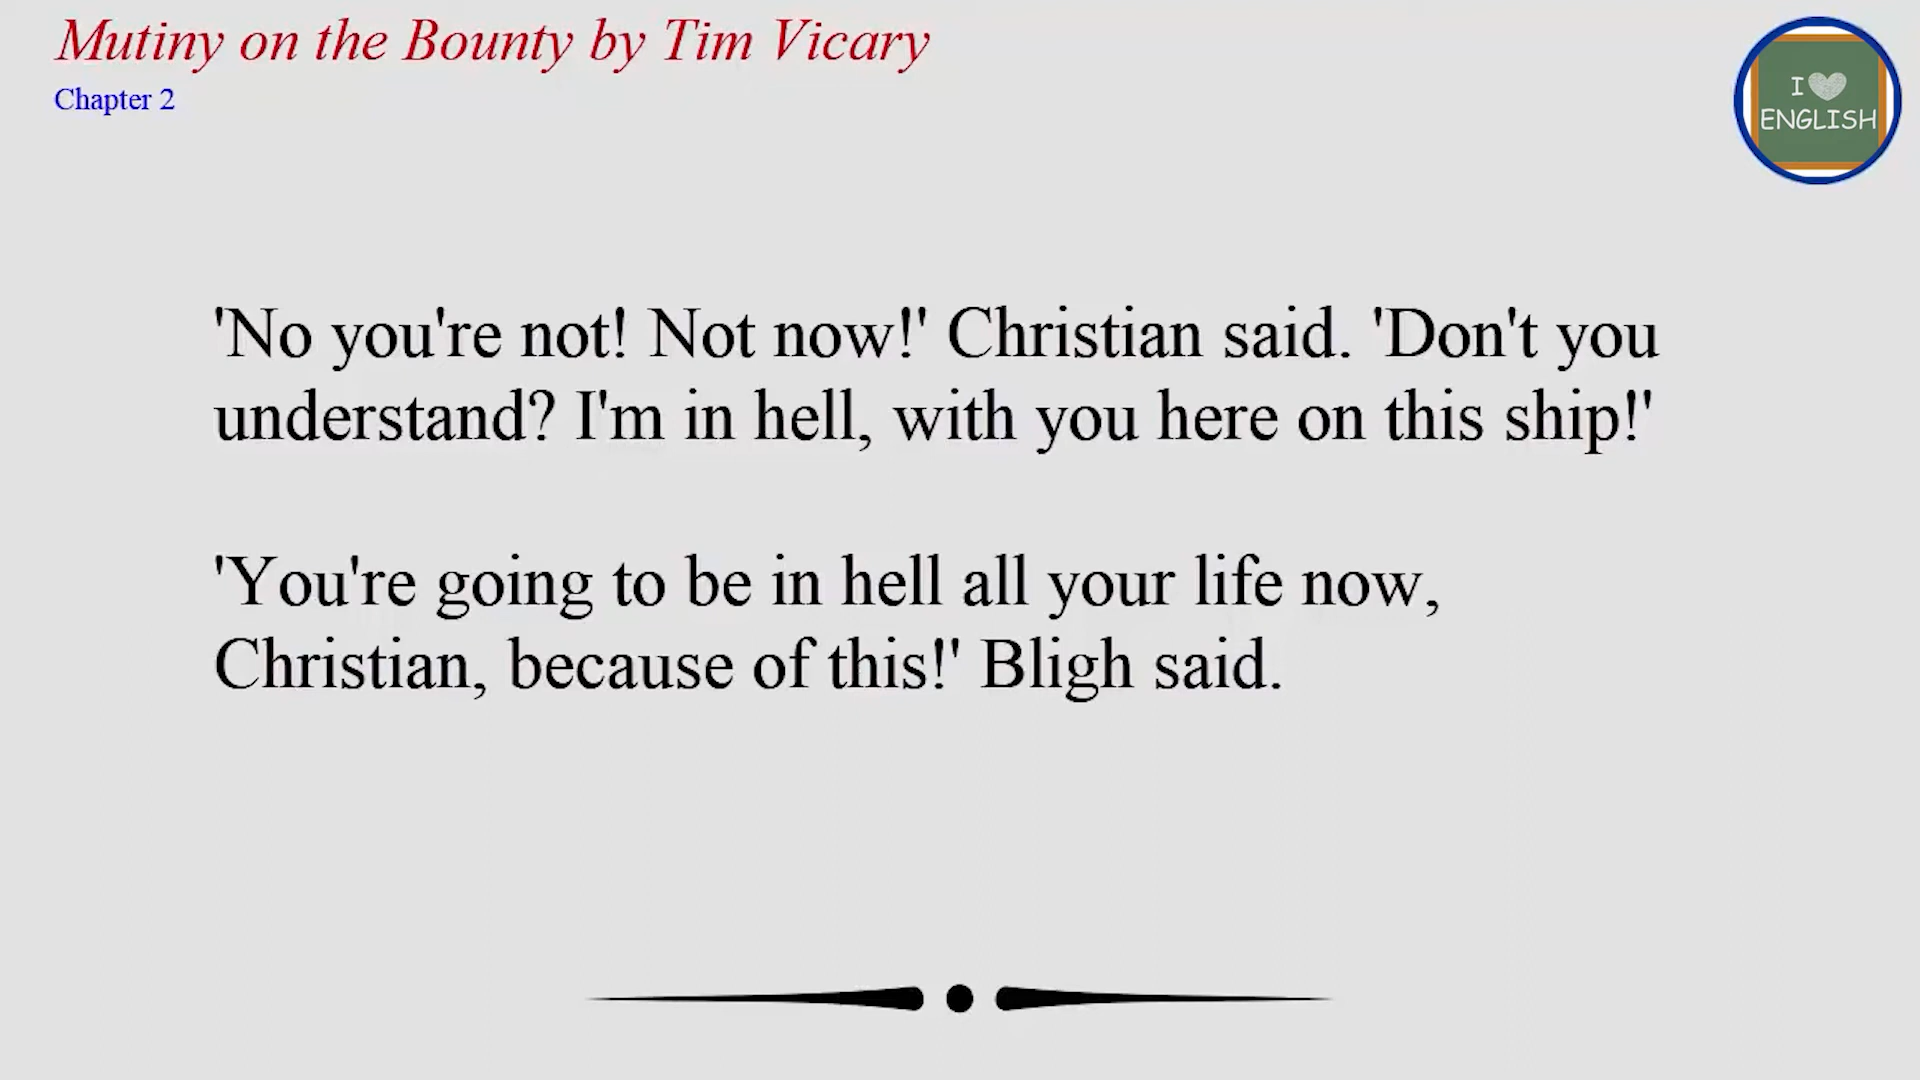 Mutiny on the Bounty by Tim Vicary
Chapter 2
I
ENGLISH
'No you're not! Not now!' Christian said. 'Don't you
understand? I'm in hell, with you here on this ship!'
'You're going to be in hell all your life now,
Christian, because of this!' Bligh said.